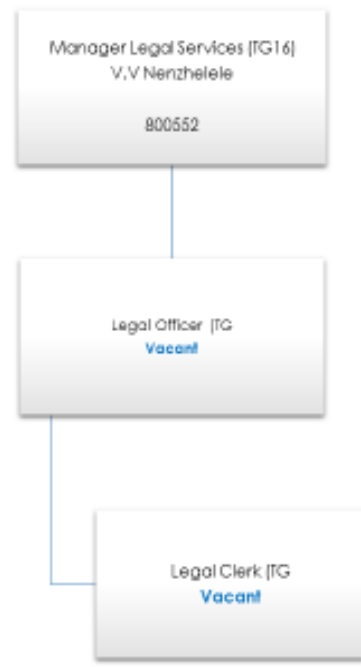 Manager Legal Services (TG16)
V.V Nenzhelele
800552
Legal Officer (TG
Vacant
Legal Clerk (TG
Vacant